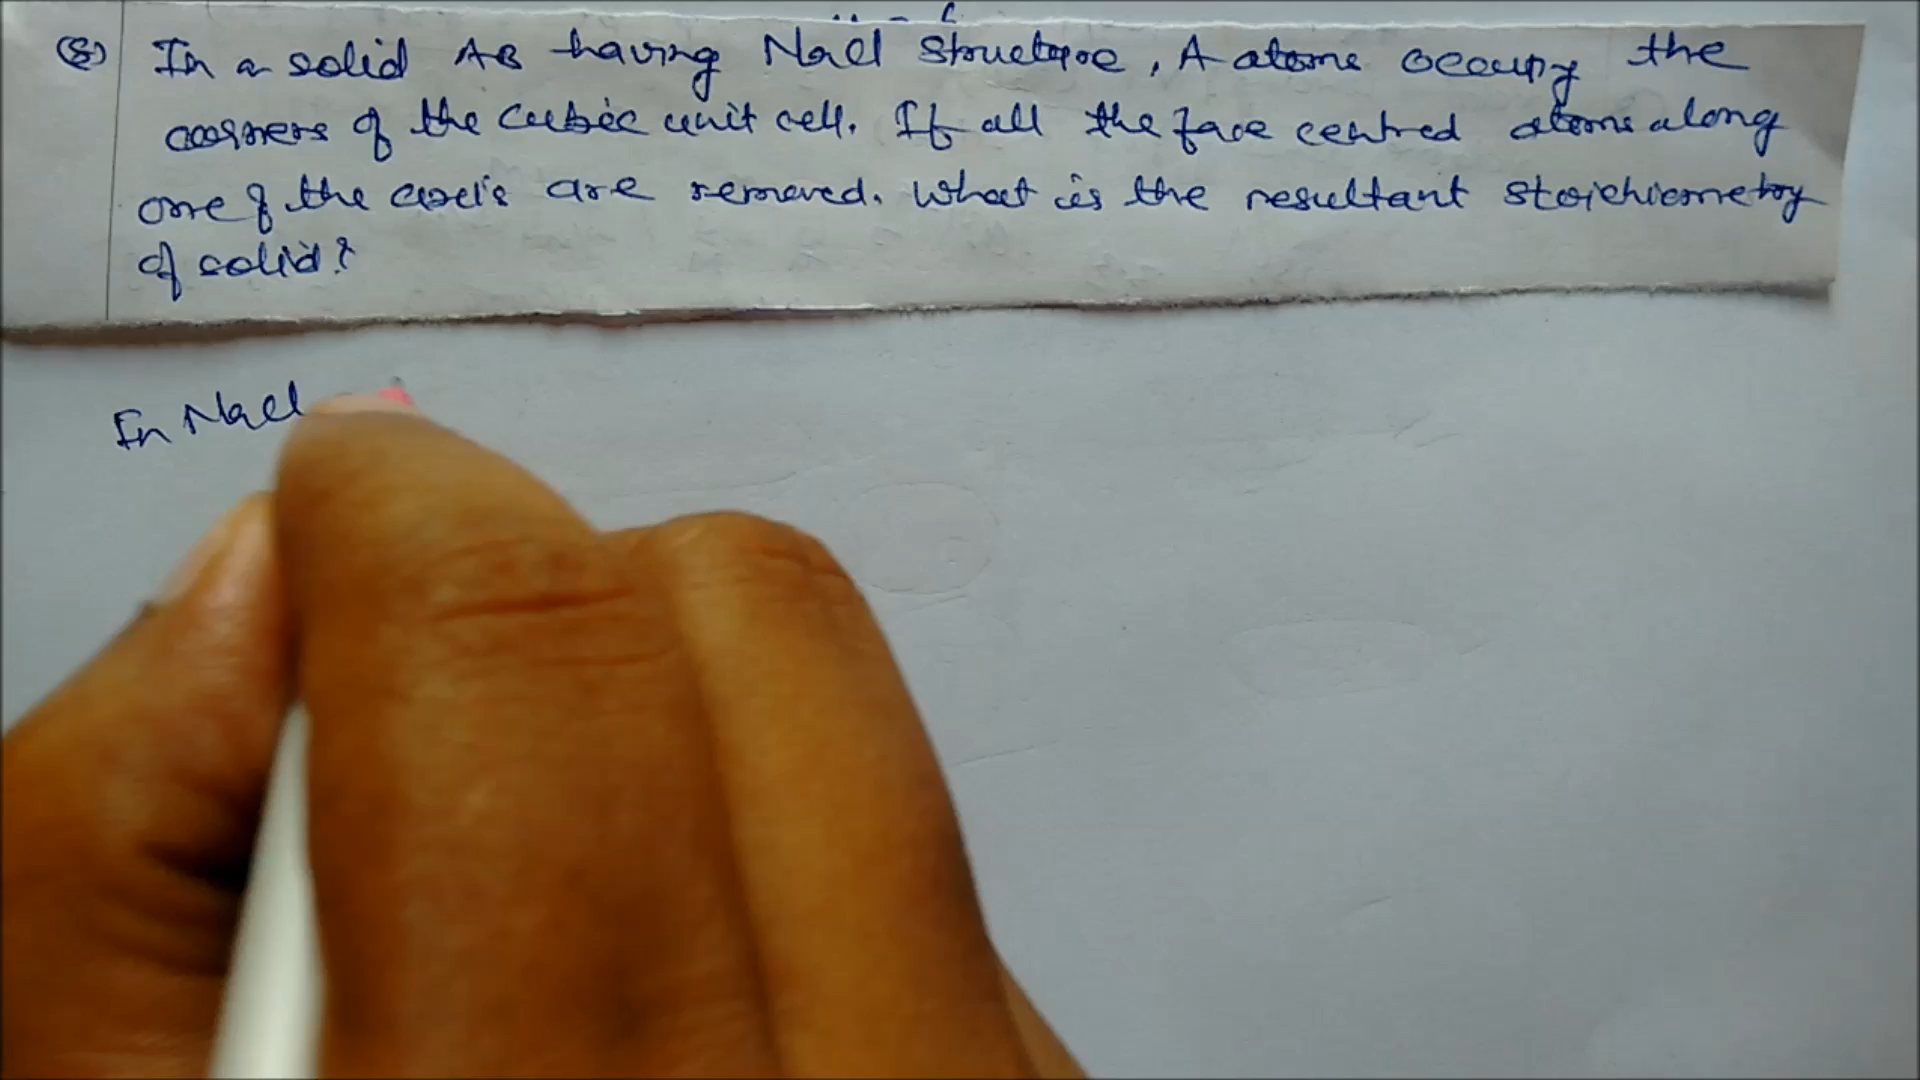 (8) In a solid AB having NaCl structure, A atoms occupy the
corners of the cubic unit cell. If all the face centred atoms along
one of the axis are removed. What is the resultant stoichiometry
of solid?
In NaCl